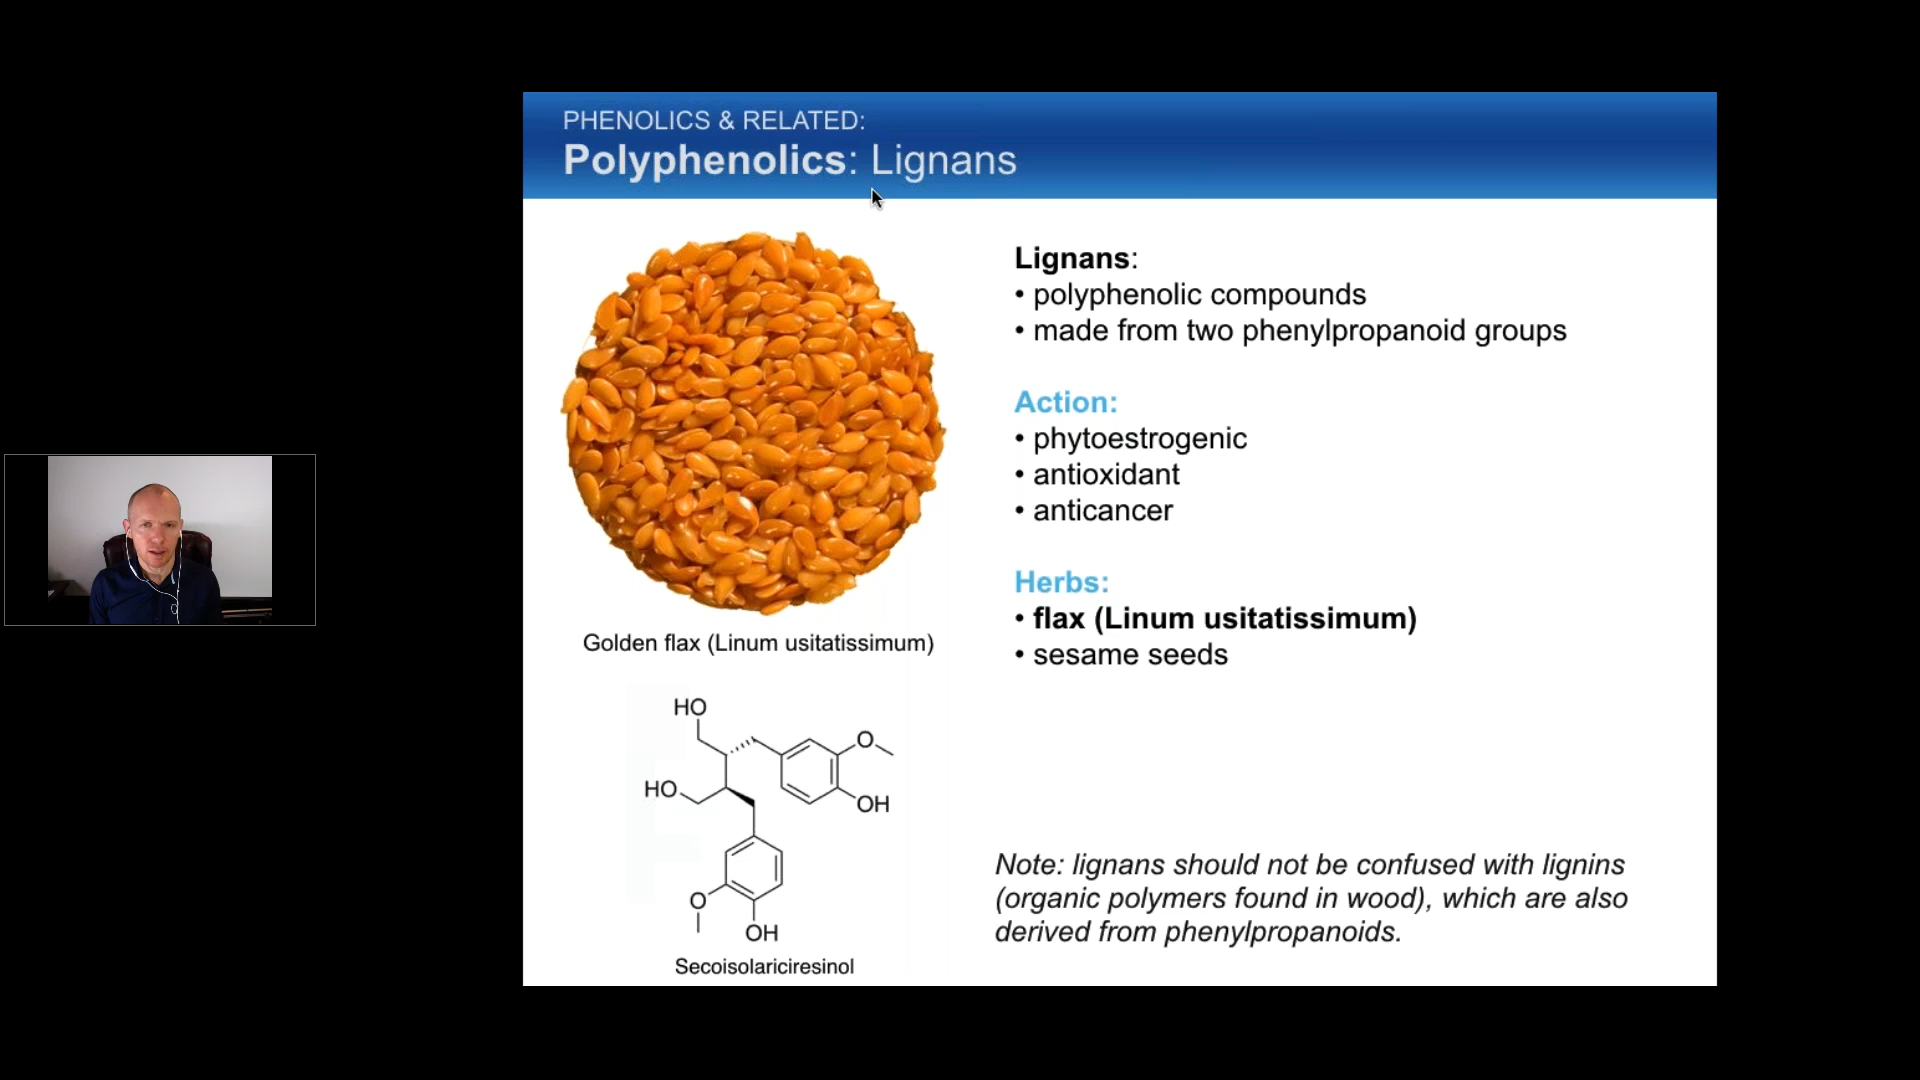 PHENOLICS & RELATED:
Polyphenolics: Lignans
Golden flax (Linum usitatissimum)
HO
O
HO
OH
O
OH
Secoisolariciresinol
Lignans:
• polyphenolic compounds
• made from two phenylpropanoid groups
Action:
• phytoestrogenic
• antioxidant
• anticancer
Herbs:
• flax (Linum usitatissimum)
• sesame seeds
Note: lignans should not be confused with lignins
(organic polymers found in wood), which are also
derived from phenylpropanoids.